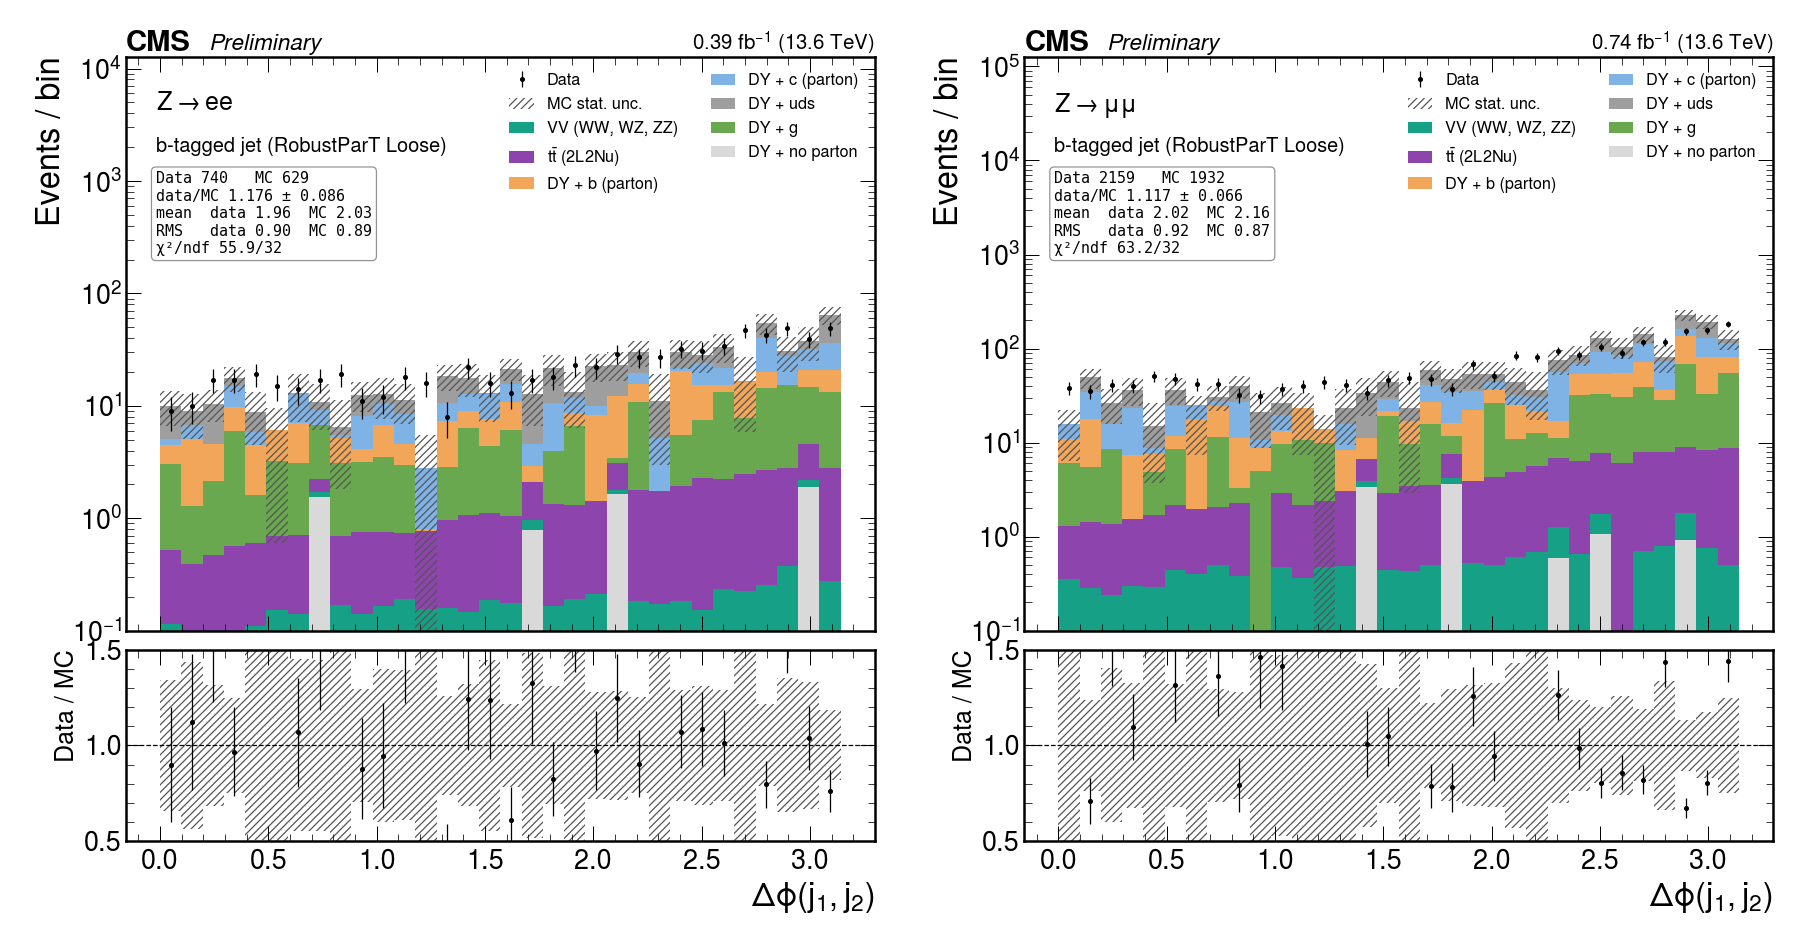 CMS Preliminary 0.39 fb⁻¹ (13.6 TeV)
Events / bin
10⁴
10³
10²
10¹
10⁰
10⁻¹
Z→ee
b-tagged jet (RobustParT Loose)
Data 740 MC 629
data/MC 1.176 ± 0.086
mean data 1.96 MC 2.03
RMS data 0.90 MC 0.89
χ²/ndf 55.9/32
Data
MC stat. unc.
VV (WW, WZ, ZZ)
tt̄ (2L2Nu)
DY + b (parton)
DY + c (parton)
DY + uds
DY + g
DY + no parton
Data / MC
1.5
1.0
0.5
0.0 0.5 1.0 1.5 2.0 2.5 3.0
Δϕ(j₁, j₂)
CMS Preliminary 0.74 fb⁻¹ (13.6 TeV)
Events / bin
10⁵
10⁴
10³
10²
10¹
10⁰
10⁻¹
Z→μμ
b-tagged jet (RobustParT Loose)
Data 2159 MC 1932
data/MC 1.117 ± 0.066
mean data 2.02 MC 2.16
RMS data 0.92 MC 0.87
χ²/ndf 63.2/32
Data
MC stat. unc.
VV (WW, WZ, ZZ)
tt̄ (2L2Nu)
DY + b (parton)
DY + c (parton)
DY + uds
DY + g
DY + no parton
Data / MC
1.5
1.0
0.5
0.0 0.5 1.0 1.5 2.0 2.5 3.0
Δϕ(j₁, j₂)